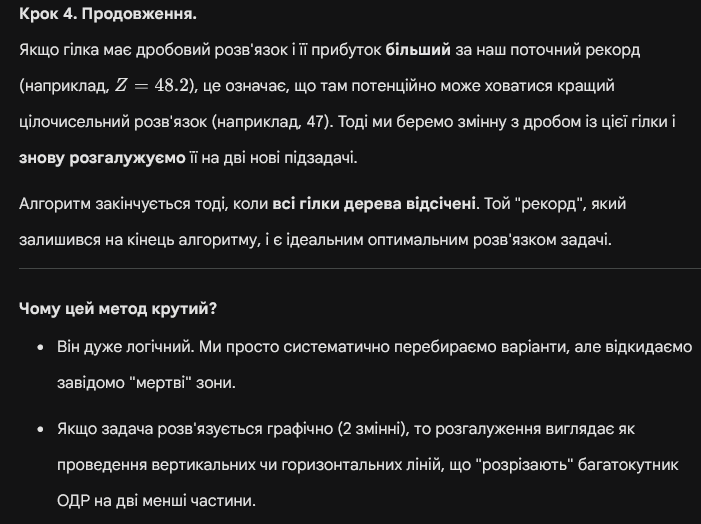 Крок 4. Продовження.
Якщо гілка має дробовий розв'язок і її прибуток більший за наш поточний рекорд
(наприклад, Z = 48.2), це означає, що там потенційно може ховатися кращий
цілочисельний розв'язок (наприклад, 47). Тоді ми беремо змінну з дробом із цієї гілки і
знову розгалужуємо її на дві нові підзадачі.
Алгоритм закінчується тоді, коли всі гілки дерева відсічені. Той "рекорд", який
залишився на кінець алгоритму, і є ідеальним оптимальним розв'язком задачі.
Чому цей метод крутий?
• Він дуже логічний. Ми просто систематично перебираємо варіанти, але відкидаємо
завідомо "мертві" зони.
• Якщо задача розв'язується графічно (2 змінні), то розгалуження виглядає як
проведення вертикальних чи горизонтальних ліній, що "розрізають" багатокутник
ОДР на дві менші частини.